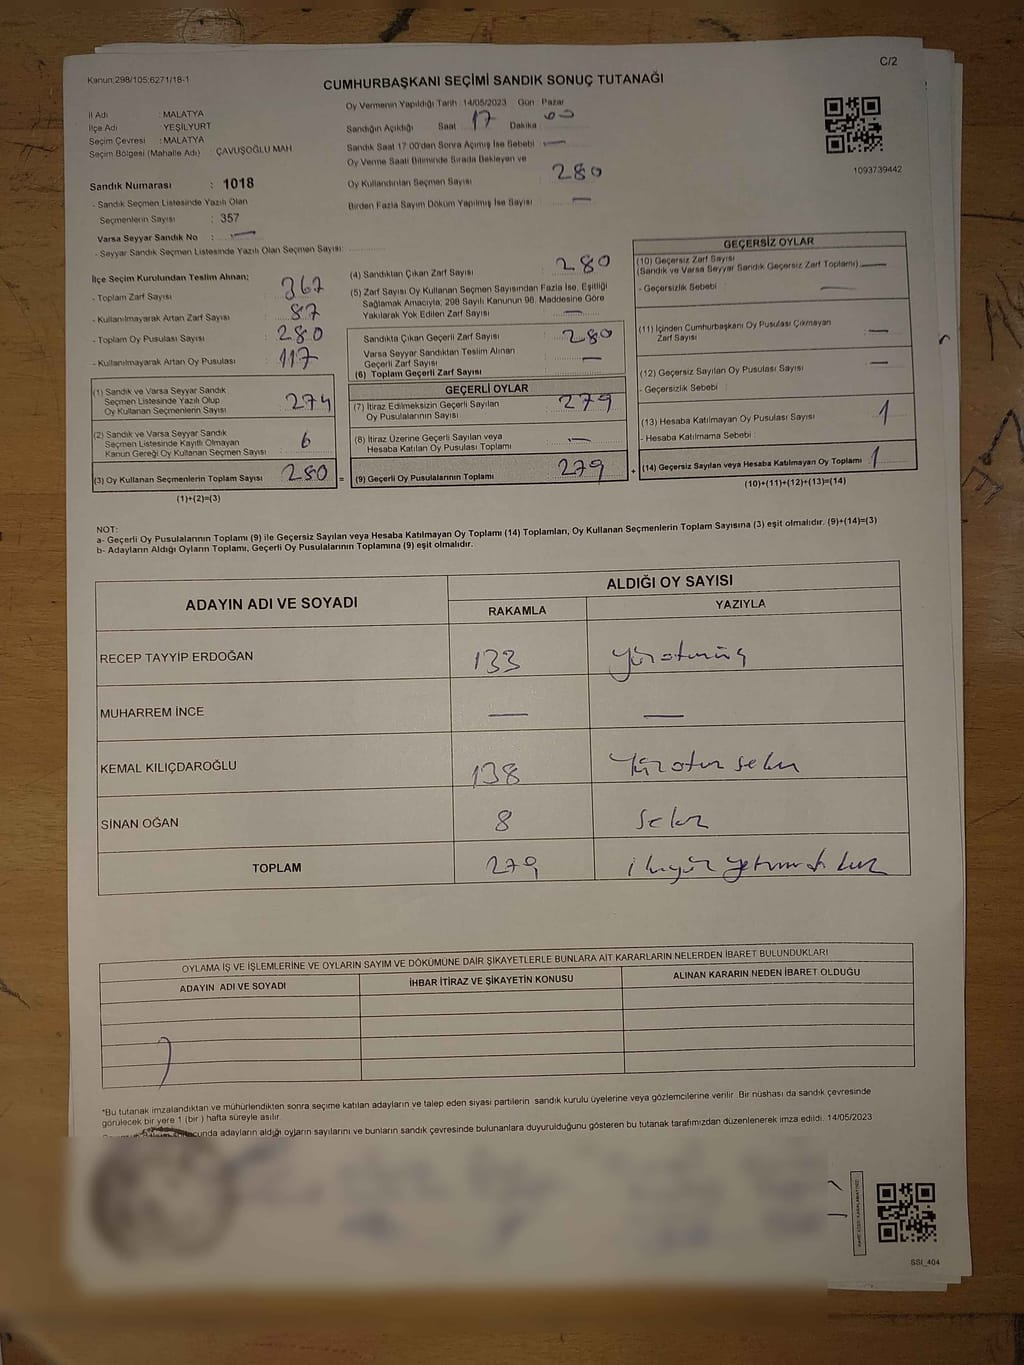 C/2
Kanun:298/105;6271/18-1
CUMHURBAŞKANI SEÇİMİ SANDIK SONUÇ TUTANAĞI
İl Adı : MALATYA
İlçe Adı YEŞİLYURT
Seçim Çevresi : MALATYA
Seçim Bölgesi (Mahalle Adı) : ÇAVUŞOĞLU MAH
Sandık Numarası : 1018
- Sandık Seçmen Listesinde Yazılı Olan
Seçmenlerin Sayısı : 357
Varsa Seyyar Sandık No : —
- Seyyar Sandık Seçmen Listesinde Yazılı Olan Seçmen Sayısı:
Oy Vermenin Yapıldığı Tarih :14/05/2023 Gün : Pazar
Sandığın Açıldığı Saat 17 Dakika 00
Sandık Saat 17:00'den Sonra Açımış İse Sebebi —
Oy Verme Saati Bitiminde Sırada Bekleyen ve
Oy Kullandırılan Seçmen Sayısı 280
Birden Fazla Sayım Döküm Yapılmış İse Sayısı —
1093739442
İlçe Seçim Kurulundan Teslim Alınan:
- Toplam Zarf Sayısı 367
- Kullanılmayarak Artan Zarf Sayısı 87
- Toplam Oy Pusulası Sayısı 280
- Kullanılmayarak Artan Oy Pusulası 117
(1) Sandık ve Varsa Seyyar Sandık
Seçmen Listesinde Yazılı Olup
Oy Kullanan Seçmenlerin Sayısı 274
(2) Sandık ve Varsa Seyyar Sandık
Seçmen Listesinde Kayıtlı Olmayan
Kanun Gereği Oy Kullanan Seçmen Sayısı 6
(3) Oy Kullanan Seçmenlerin Toplam Sayısı 280
(1)+(2)=(3)
(4) Sandıktan Çıkan Zarf Sayısı 280
(5) Zarf Sayısı Oy Kullanan Seçmen Sayısından Fazla İse, Eşitliği
Sağlamak Amacıyla, 298 Sayılı Kanunun 98. Maddesine Göre
Yakılarak Yok Edilen Zarf Sayısı —
Sandıkta Çıkan Geçerli Zarf Sayısı 280
Varsa Seyyar Sandıktan Teslim Alınan
Geçerli Zarf Sayısı —
(6) Toplam Geçerli Zarf Sayısı
GEÇERLİ OYLAR
(7) İtiraz Edilmeksizin Geçerli Sayılan
Oy Pusulalarının Sayısı 279
(8) İtiraz Üzerine Geçerli Sayılan veya
Hesaba Katılan Oy Pusulası Toplamı —
= (9) Geçerli Oy Pusulalarının Toplamı 279 +
GEÇERSİZ OYLAR
(10) Geçersiz Zarf Sayısı
(Sandık ve Varsa Seyyar Sandık Geçersiz Zarf Toplamı) —
- Geçersizlik Sebebi : —
(11) İçinden Cumhurbaşkanı Oy Pusulası Çıkmayan
Zarf Sayısı —
(12) Geçersiz Sayılan Oy Pusulası Sayısı —
- Geçersizlik Sebebi :
(13) Hesaba Katılmayan Oy Pusulası Sayısı 1
- Hesaba Katılmama Sebebi :
(14) Geçersiz Sayılan veya Hesaba Katılmayan Oy Toplamı 1
(10)+(11)+(12)+(13)=(14)
NOT:
a- Geçerli Oy Pusulalarının Toplamı (9) ile Geçersiz Sayılan veya Hesaba Katılmayan Oy Toplamı (14) Toplamları, Oy Kullanan Seçmenlerin Toplam Sayısına (3) eşit olmalıdır. (9)+(14)=(3)
b- Adayların Aldığı Oyların Toplamı, Geçerli Oy Pusulalarının Toplamına (9) eşit olmalıdır.
ADAYIN ADI VE SOYADI ALDIĞI OY SAYISI
RAKAMLA YAZIYLA
RECEP TAYYİP ERDOĞAN 133 yüzotuzüç
MUHARREM İNCE — —
KEMAL KILIÇDAROĞLU 138 Yüzotuz sekiz
SİNAN OĞAN 8 Sekiz
TOPLAM 279 ikiyüz yetmiş dokuz
OYLAMA İŞ VE İŞLEMLERİNE VE OYLARIN SAYIM VE DÖKÜMÜNE DAİR ŞİKAYETLERLE BUNLARA AİT KARARLARIN NELERDEN İBARET BULUNDUKLARI
ADAYIN ADI VE SOYADI İHBAR İTİRAZ VE ŞİKAYETİN KONUSU ALINAN KARARIN NEDEN İBARET OLDUĞU
*Bu tutanak imzalandıktan ve mühürlendikten sonra seçime katılan adayların ve talep eden siyasi partilerin sandık kurulu üyelerine veya gözlemcilerine verilir. Bir nüshası da sandık çevresinde
görülecek bir yere 1 (bir) hafta süreyle asılır.
adayların aldığı oyların sayılarını ve bunların sandık çevresinde bulunanlara duyurulduğunu gösteren bu tutanak tarafımızdan düzenlenerek imza edildi. 14/05/2023
SSI_404